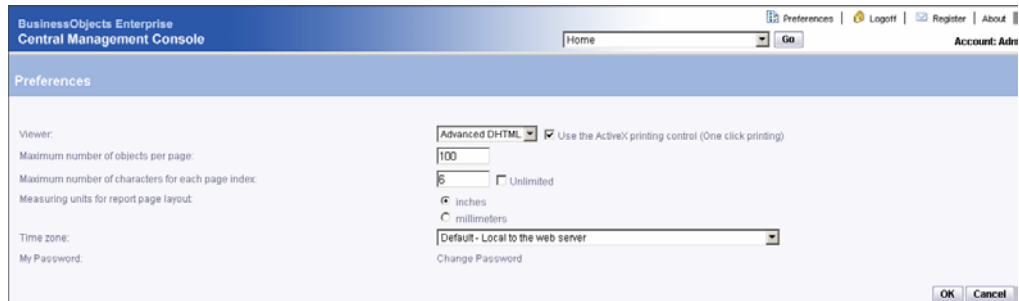 BusinessObjects Enterprise
Central Management Console
Preferences | Logoff | Register | About
Home Go
Account: Adm
Preferences
Viewer: Advanced DHTML Use the ActiveX printing control (One click printing)
Maximum number of objects per page: 100
Maximum number of characters for each page index: 6 Unlimited
Measuring units for report page layout: inches
millimeters
Time zone: Default - Local to the web server
My Password: Change Password
OK Cancel